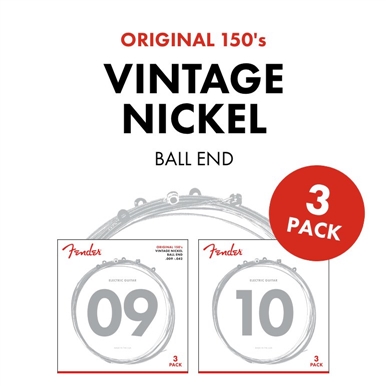 ORIGINAL 150's
VINTAGE
NICKEL
BALL END
3
PACK
Fender
ORIGINAL 150's
VINTAGE NICKEL
BALL END
.009 - .042
ELECTRIC GUITAR
09
3
PACK
Fender
ELECTRIC GUITAR
10
3
PACK